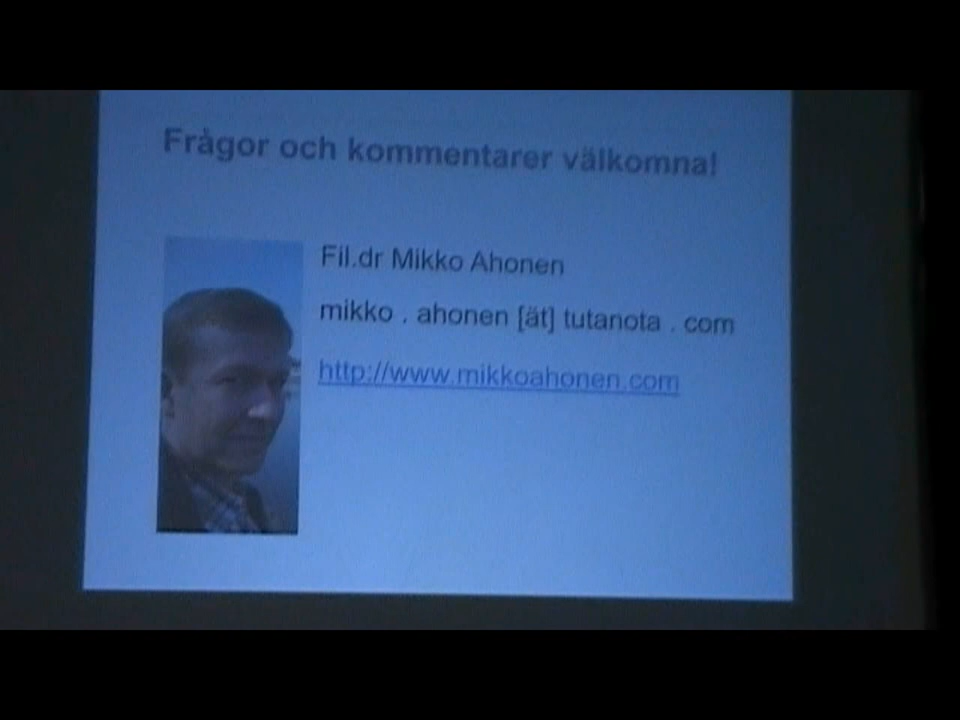 Frågor och kommentarer välkomna!
Fil.dr Mikko Ahonen
mikko . ahonen [ät] tutanota . com
http://www.mikkoahonen.com